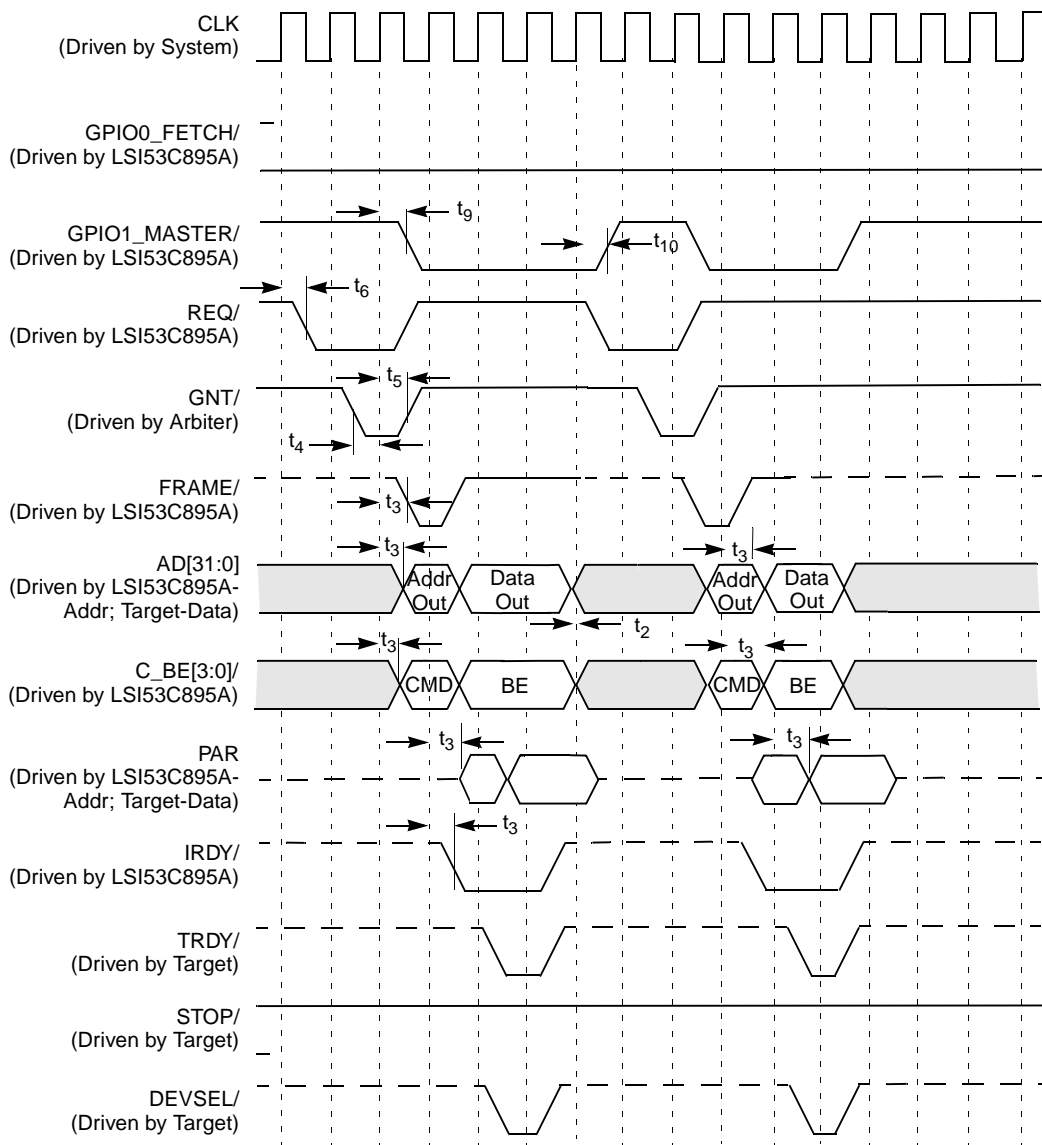 CLK
(Driven by System)
GPIO0_FETCH/
(Driven by LSI53C895A)
t9
GPIO1_MASTER/
(Driven by LSI53C895A)
t10
t6
REQ/
(Driven by LSI53C895A)
t5
GNT/
(Driven by Arbiter)
t4
FRAME/
(Driven by LSI53C895A)
t3
AD[31:0]
(Driven by LSI53C895A-
Addr; Target-Data)
t3
Addr
Out
Data
Out
t3
Addr
Out
Data
Out
t2
C_BE[3:0]/
(Driven by LSI53C895A)
t3
CMD
BE
t3
CMD
BE
PAR
(Driven by LSI53C895A-
Addr; Target-Data)
t3
t3
IRDY/
(Driven by LSI53C895A)
t3
TRDY/
(Driven by Target)
STOP/
(Driven by Target)
DEVSEL/
(Driven by Target)